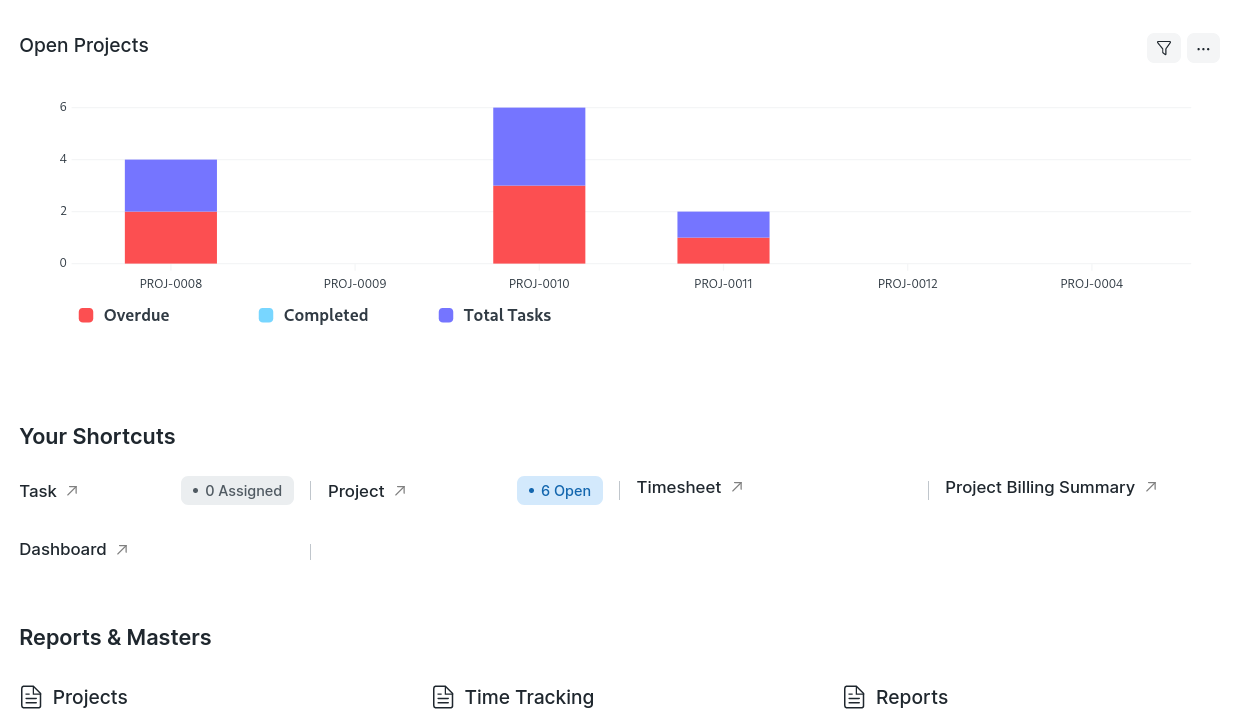 Open Projects
6
4
2
0
PROJ-0008 PROJ-0009 PROJ-0010 PROJ-0011 PROJ-0012 PROJ-0004
Overdue Completed Total Tasks
Your Shortcuts
Task 0 Assigned Project 6 Open Timesheet Project Billing Summary
Dashboard
Reports & Masters
Projects Time Tracking Reports